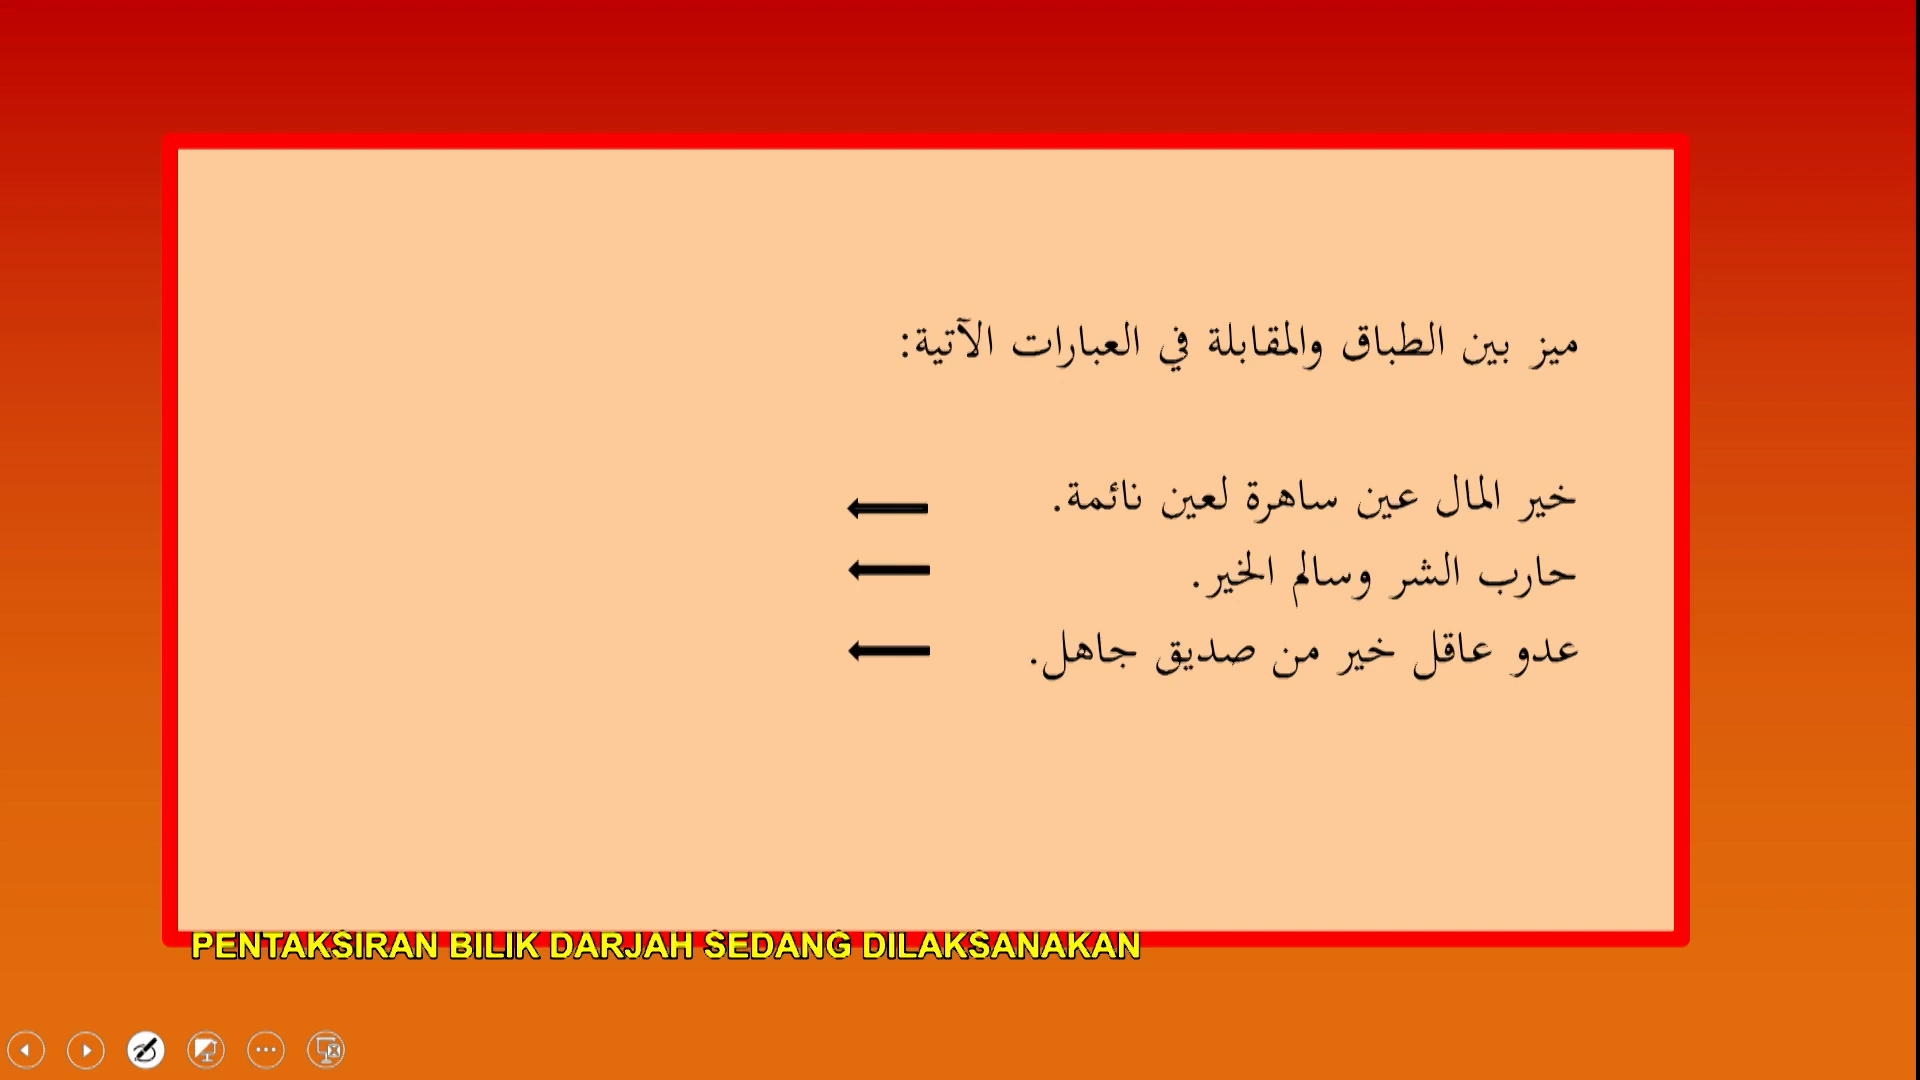 ميز بين الطباق والمقابلة في العبارات الآتية:
خير المال عين ساهرة لعين نائمة.
حارب الشر وسالم الخير.
عدو عاقل خير من صديق جاهل.
PENTAKSIRAN BILIK DARJAH SEDANG DILAKSANAKAN